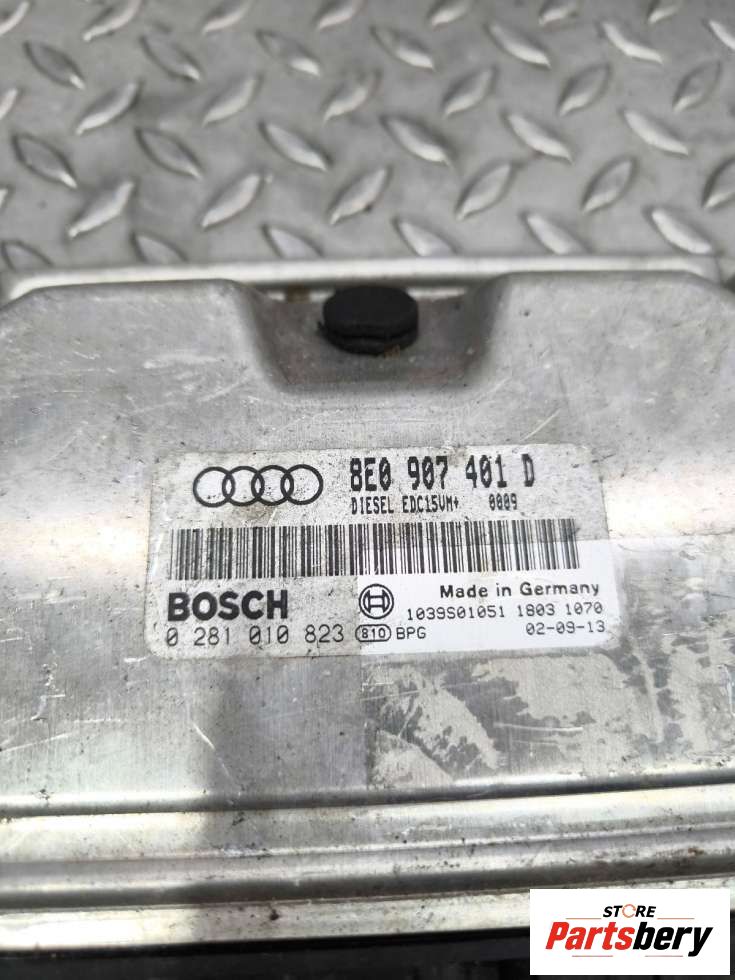 8E0 907 401 D
DIESEL EDC15VM+ 0009
BOSCH
Made in Germany
0 281 010 823
1039S01051 1803 1070
810 BPG
02-09-13
STORE
Partsbery